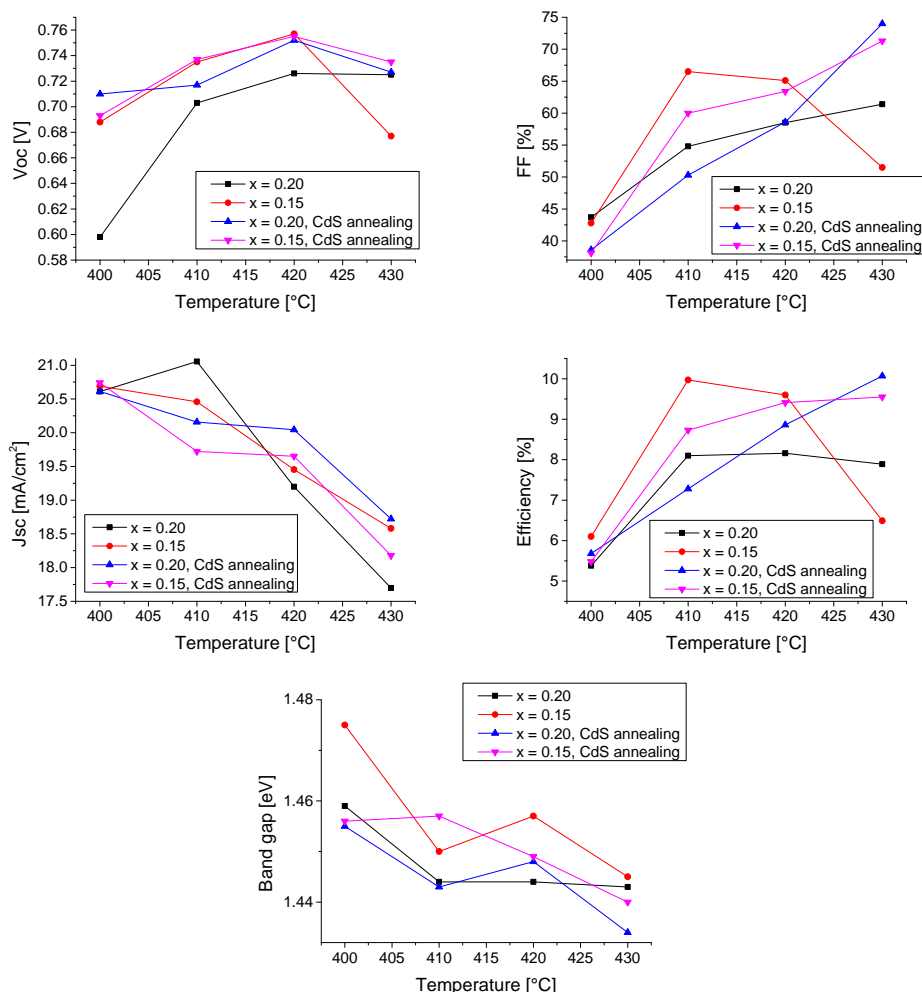 Voc [V]
0.76
0.74
0.72
0.70
0.68
0.66
0.64
0.62
0.60
0.58
x = 0.20
x = 0.15
x = 0.20, CdS annealing
x = 0.15, CdS annealing
400 405 410 415 420 425 430
Temperature [°C]
FF [%]
75
70
65
60
55
50
45
40
x = 0.20
x = 0.15
x = 0.20, CdS annealing
x = 0.15, CdS annealing
400 405 410 415 420 425 430
Temperature [°C]
Jsc [mA/cm²]
21.0
20.5
20.0
19.5
19.0
18.5
18.0
17.5
x = 0.20
x = 0.15
x = 0.20, CdS annealing
x = 0.15, CdS annealing
400 405 410 415 420 425 430
Temperature [°C]
Efficiency [%]
10
9
8
7
6
5
x = 0.20
x = 0.15
x = 0.20, CdS annealing
x = 0.15, CdS annealing
400 405 410 415 420 425 430
Temperature [°C]
Band gap [eV]
1.48
1.46
1.44
x = 0.20
x = 0.15
x = 0.20, CdS annealing
x = 0.15, CdS annealing
400 405 410 415 420 425 430
Temperature [°C]